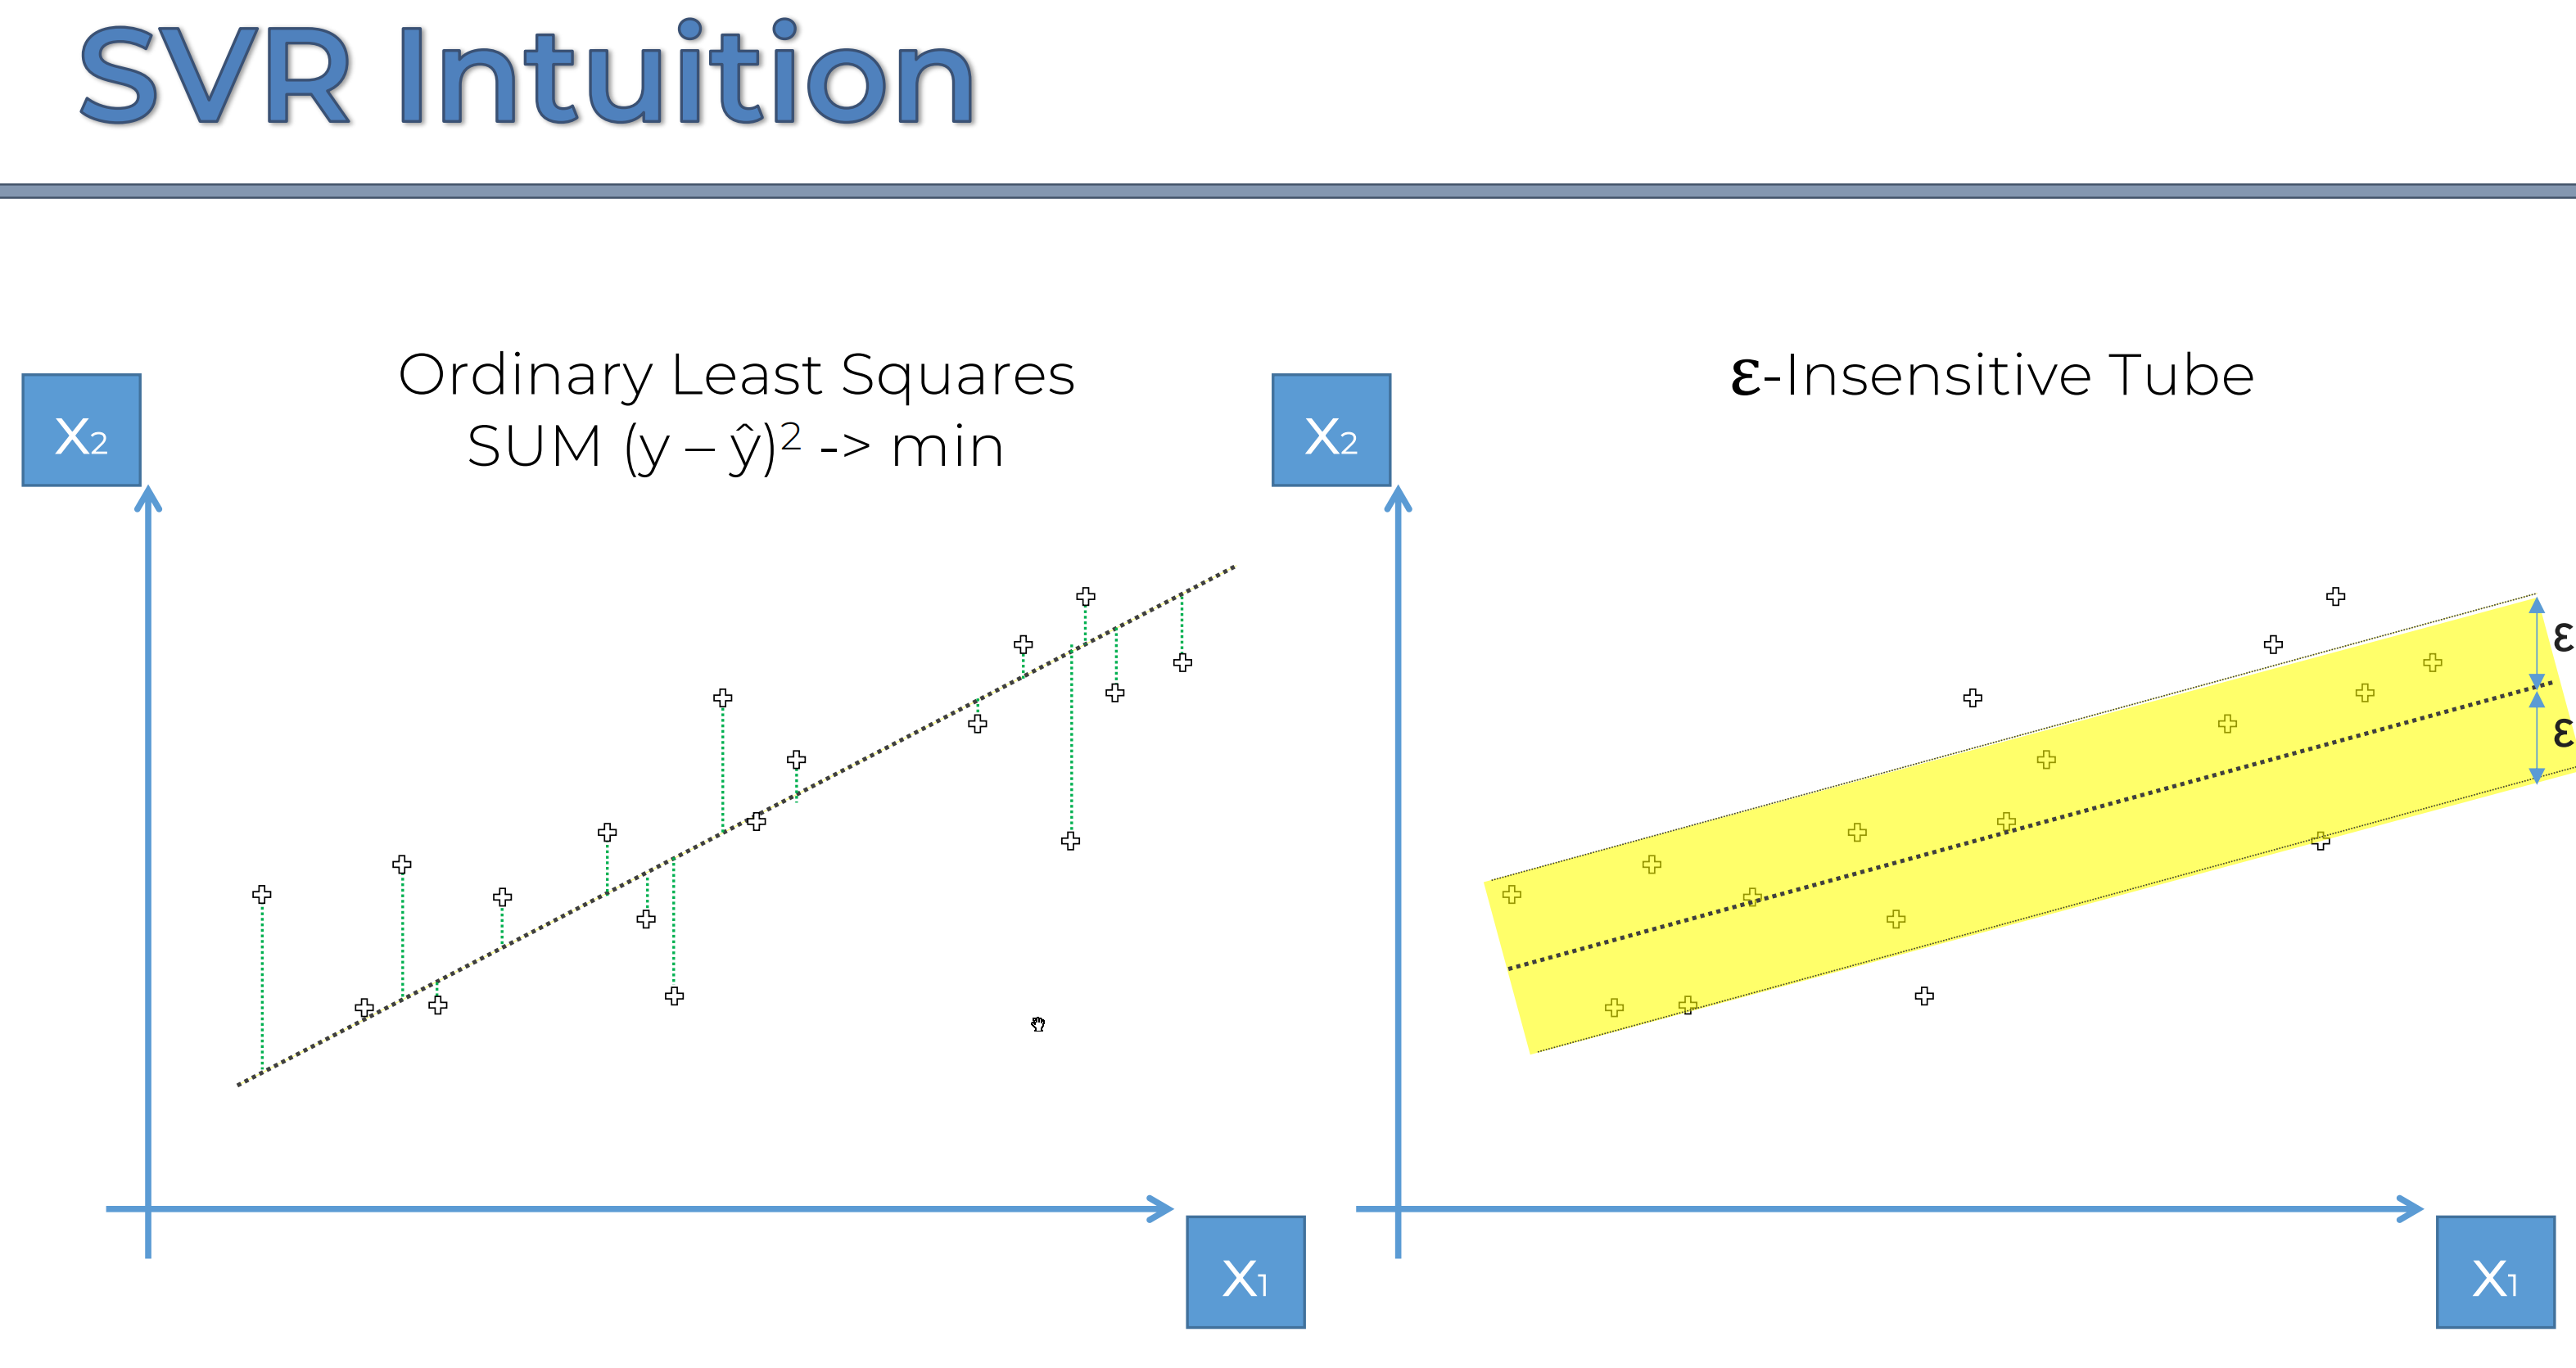 SVR Intuition
Ordinary Least Squares
SUM (y – ŷ)² -> min
X₂
X₁
ε-Insensitive Tube
X₂
ε
ε
X₁